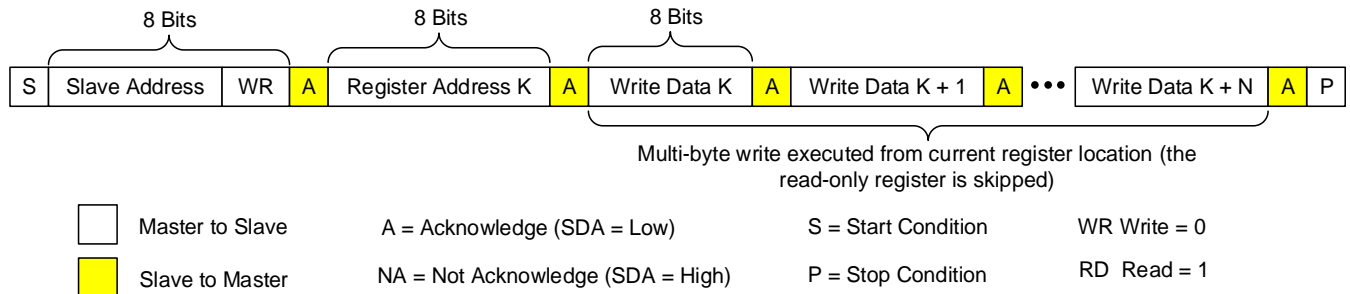 8 Bits 8 Bits 8 Bits
S Slave Address WR A Register Address K A Write Data K A Write Data K + 1 A ••• Write Data K + N A P
Multi-byte write executed from current register location (the
read-only register is skipped)
Master to Slave A = Acknowledge (SDA = Low) S = Start Condition WR Write = 0
Slave to Master NA = Not Acknowledge (SDA = High) P = Stop Condition RD Read = 1